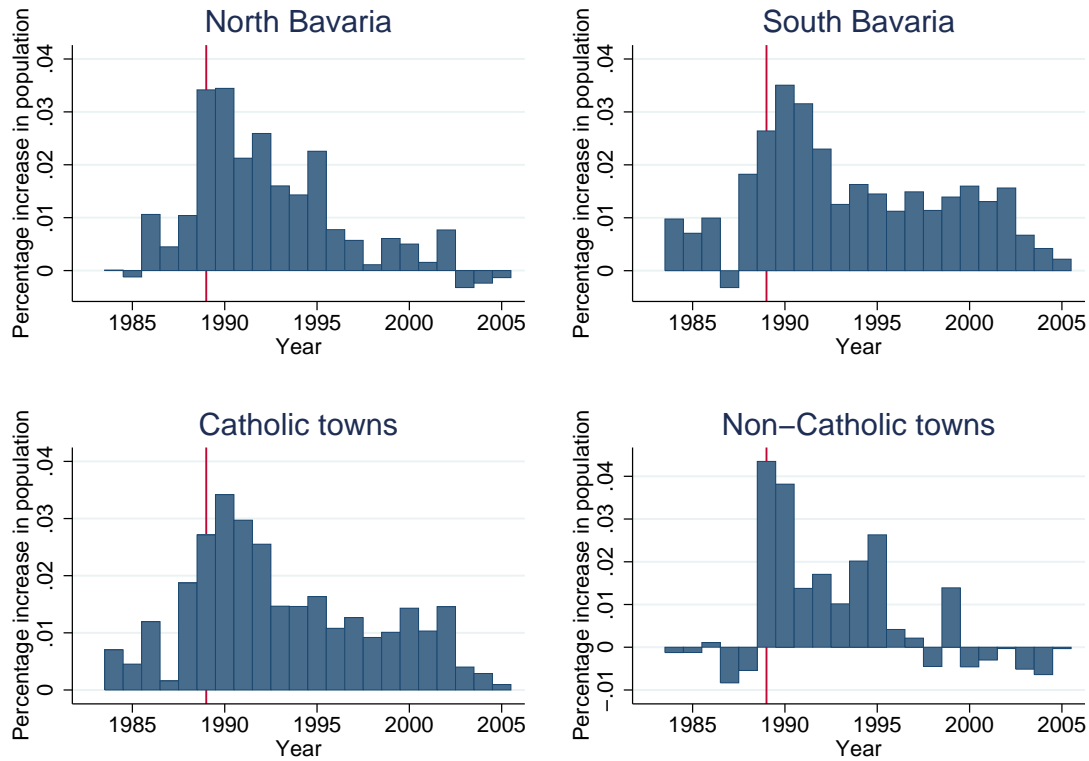 North Bavaria
Percentage increase in population
.04
.03
.02
.01
0
1985 1990 1995 2000 2005
Year
South Bavaria
Percentage increase in population
.04
.03
.02
.01
0
1985 1990 1995 2000 2005
Year
Catholic towns
Percentage increase in population
.04
.03
.02
.01
0
1985 1990 1995 2000 2005
Year
Non−Catholic towns
Percentage increase in population
.04
.03
.02
.01
0
−.01
1985 1990 1995 2000 2005
Year